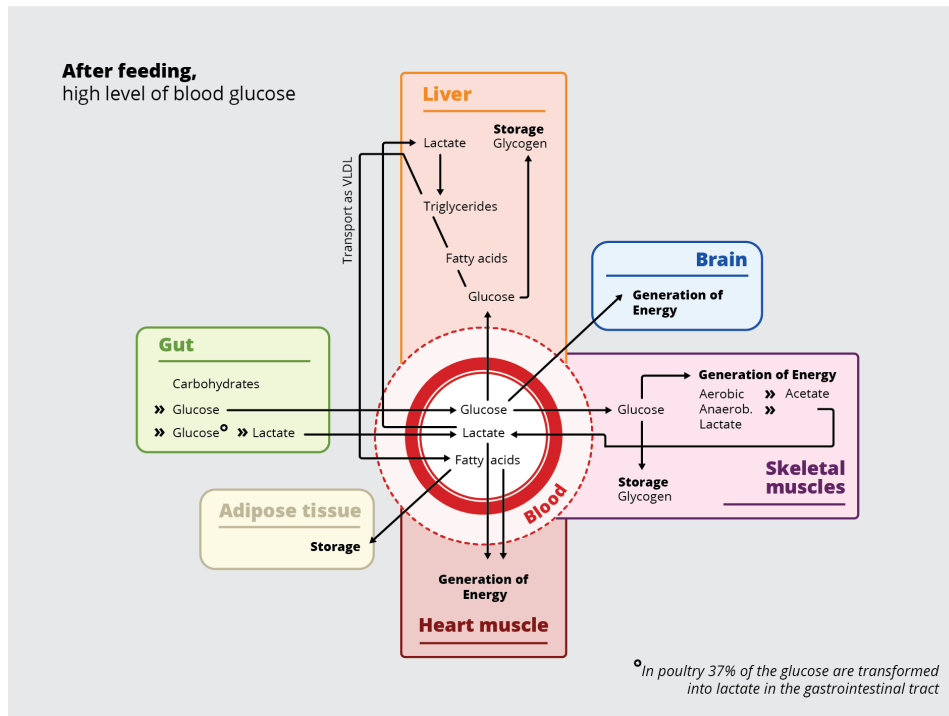 After feeding,
high level of blood glucose
Liver
Storage
Glycogen
Lactate
Transport as VLDL
Triglycerides
Fatty acids
Glucose
Brain
Generation of
Energy
Gut
Carbohydrates
» Glucose
» Glucose° » Lactate
Glucose
Lactate
Fatty acids
Blood
Glucose
Generation of Energy
Aerobic » Acetate
Anaerob. »
Lactate
Storage
Glycogen
Skeletal
muscles
Adipose tissue
Storage
Generation of
Energy
Heart muscle
°In poultry 37% of the glucose are transformed
into lactate in the gastrointestinal tract